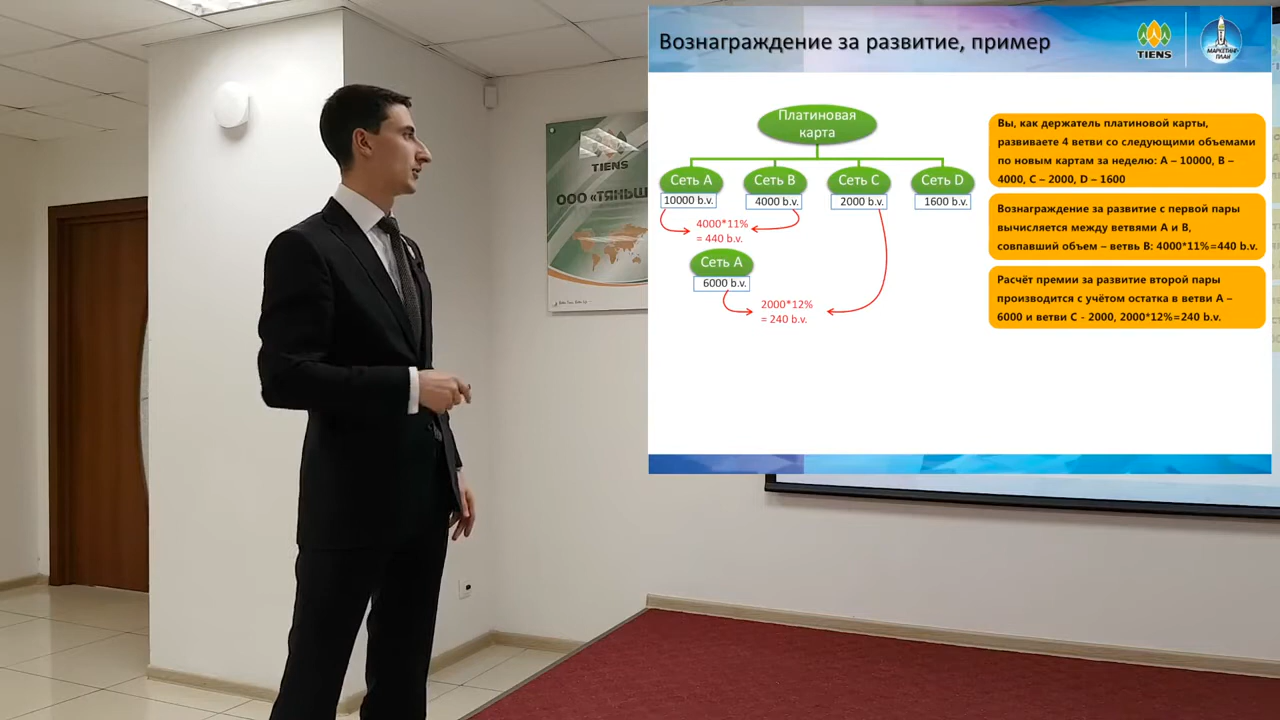 Вознаграждение за развитие, пример
TIENS
МАРКЕТИНГ-
ПЛАН
Платиновая
карта
Сеть A
Сеть B
Сеть C
Сеть D
10000 b.v.
4000 b.v.
2000 b.v.
1600 b.v.
4000*11%
= 440 b.v.
Сеть A
6000 b.v.
2000*12%
= 240 b.v.
Вы, как держатель платиновой карты,
развиваете 4 ветви со следующими объемами
по новым картам за неделю: A – 10000, B –
4000, C – 2000, D – 1600
Вознаграждение за развитие с первой пары
вычисляется между ветвями A и B,
совпавший объем – ветвь B: 4000*11%=440 b.v.
Расчёт премии за развитие второй пары
производится с учётом остатка в ветви A –
6000 и ветви C - 2000, 2000*12%=240 b.v.
TIENS
ООО «ТЯНЬШ